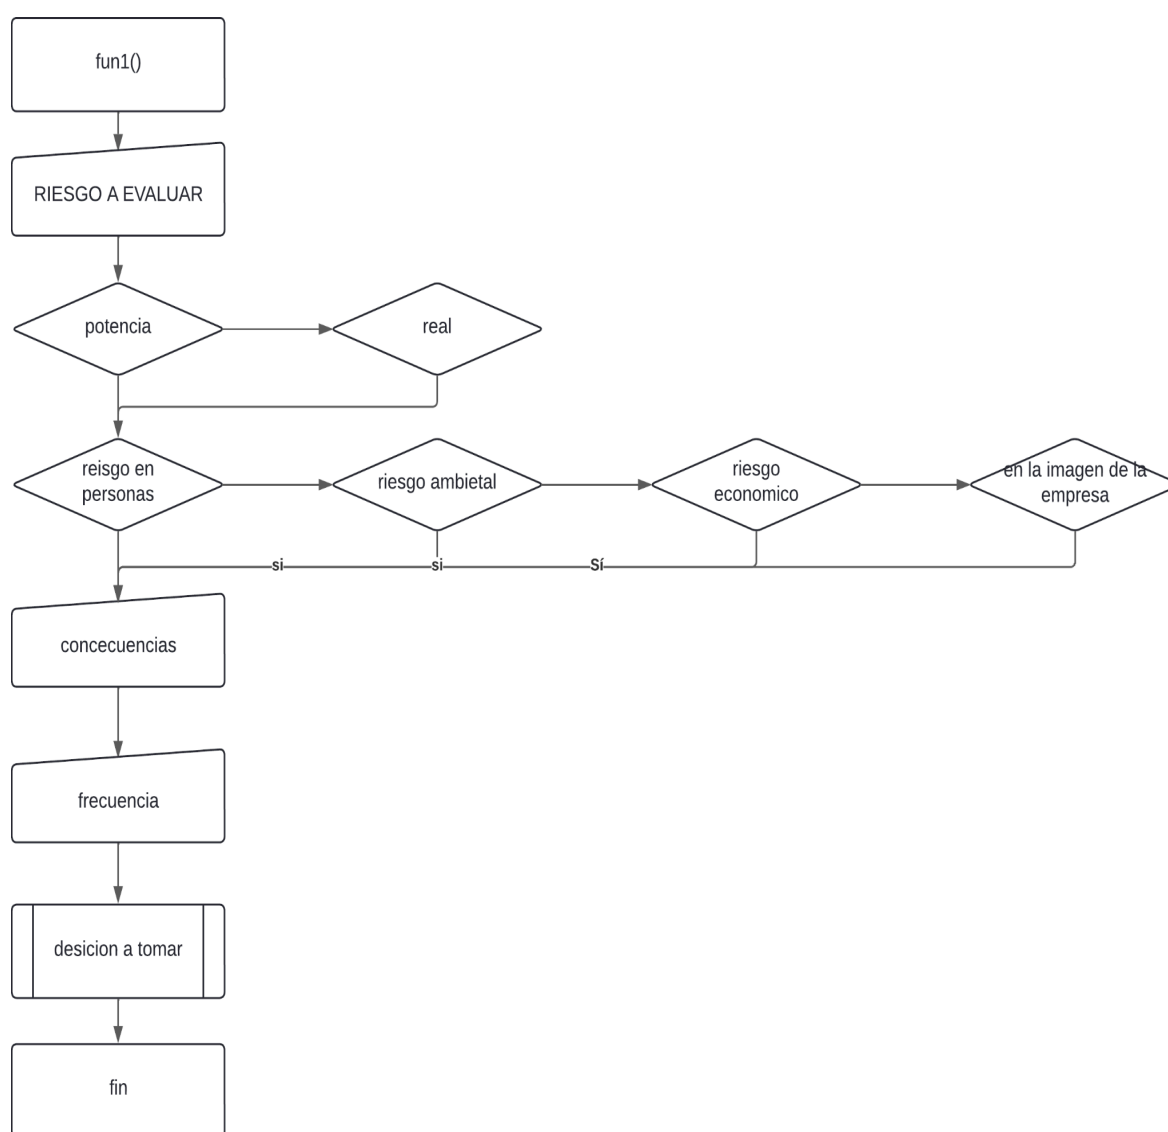 fun1()
RIESGO A EVALUAR
potencia
real
reisgo en
personas
riesgo ambietal
riesgo
economico
en la imagen de la
empresa
si
si
Sí
concecuencias
frecuencia
desicion a tomar
fin